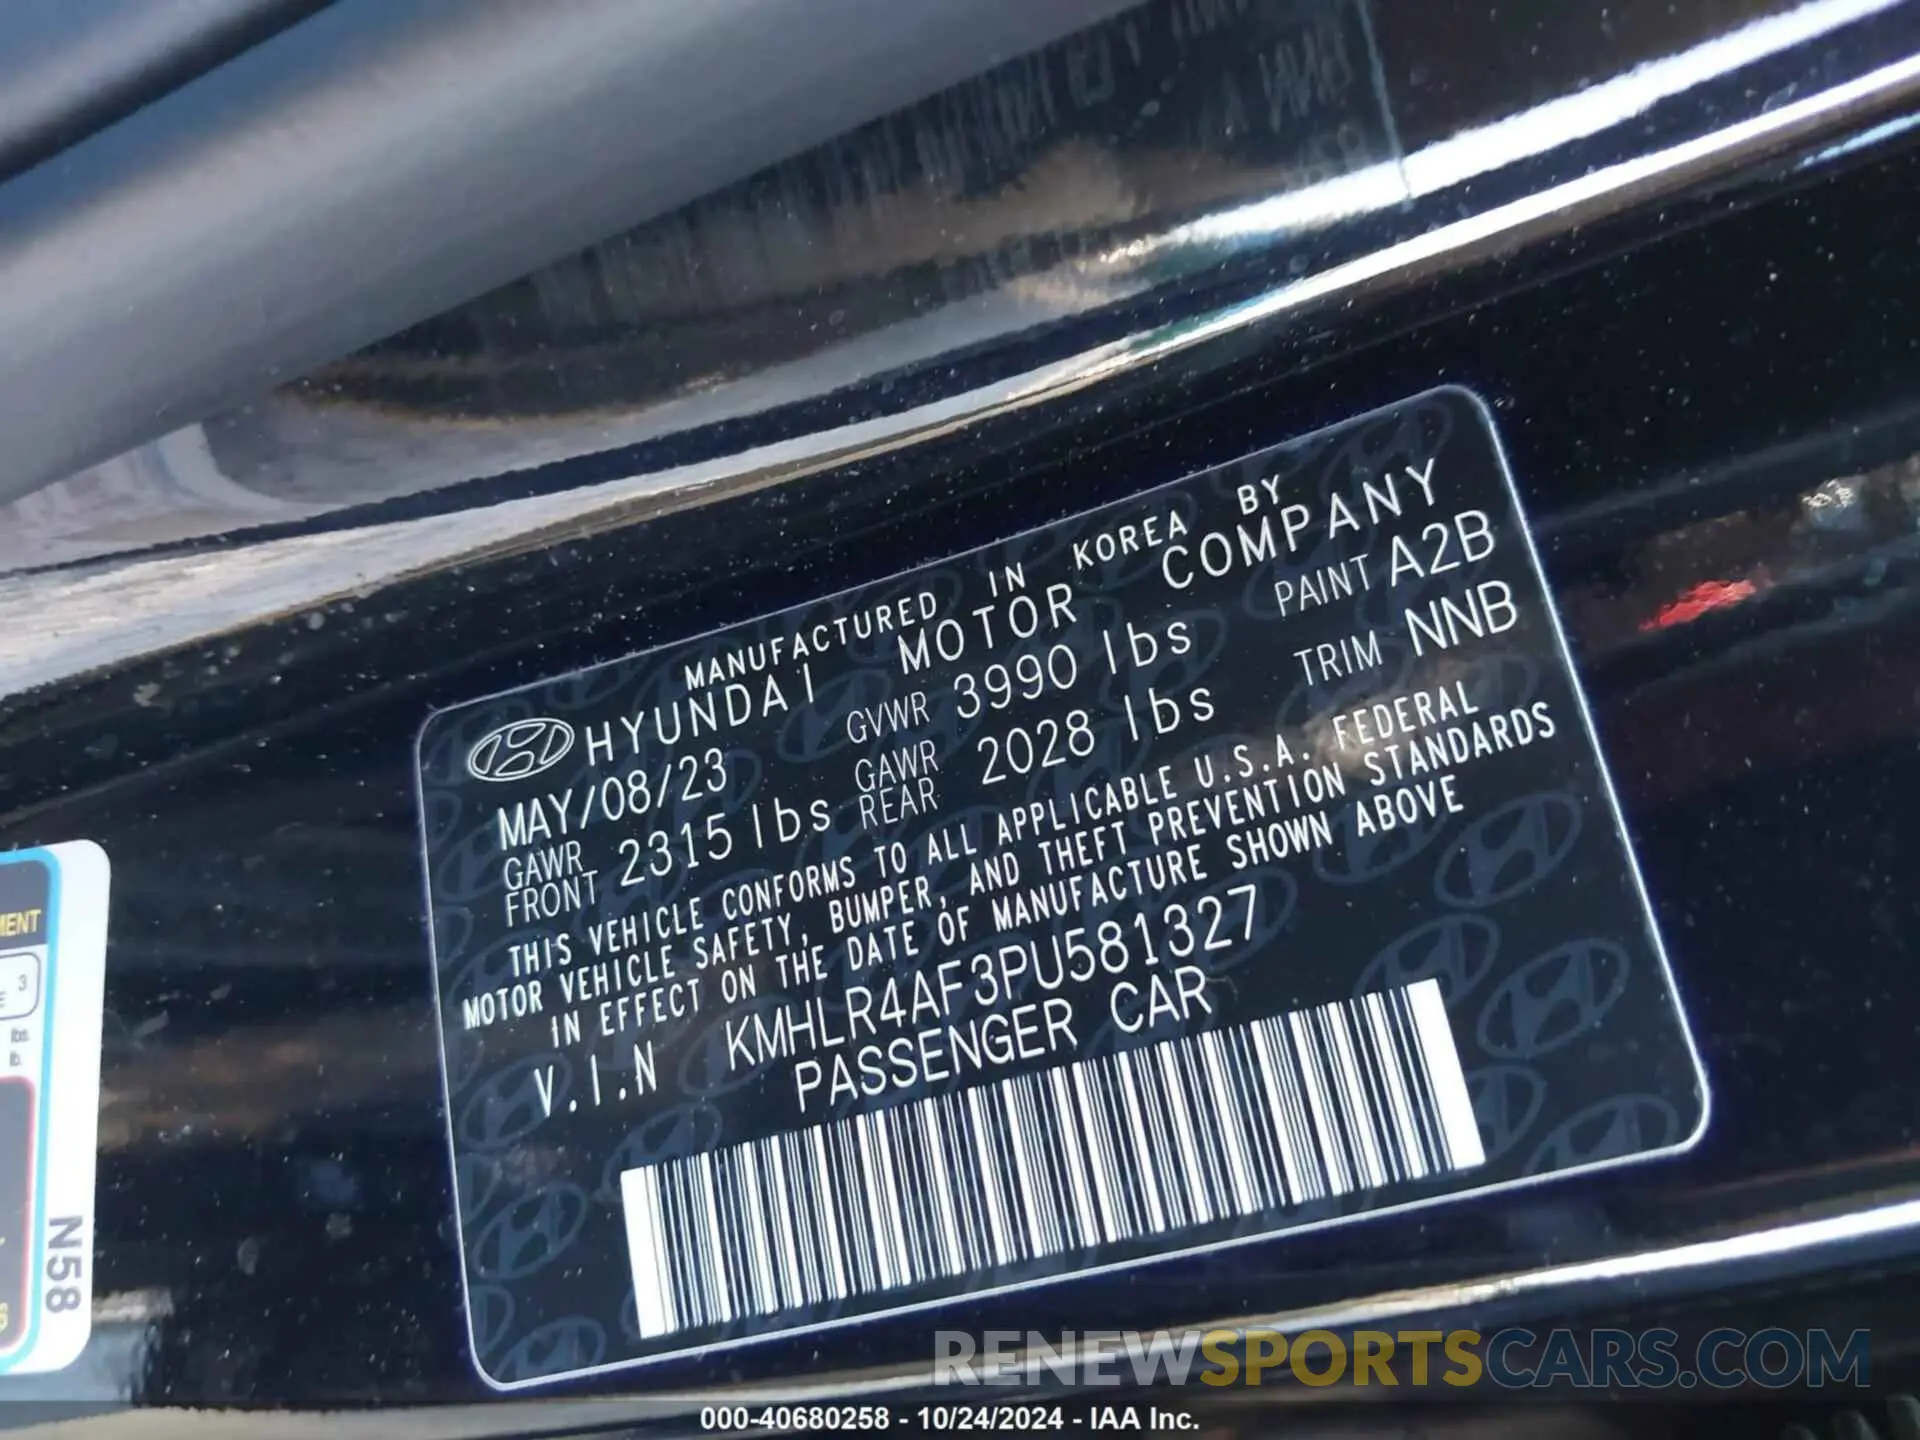 MANUFACTURED IN KOREA BY
HYUNDAI MOTOR COMPANY
MAY/08/23 GVWR 3990 lbs PAINT A2B
GAWR FRONT 2315 lbs GAWR REAR 2028 lbs TRIM NNB
THIS VEHICLE CONFORMS TO ALL APPLICABLE U.S.A. FEDERAL
MOTOR VEHICLE SAFETY, BUMPER, AND THEFT PREVENTION STANDARDS
IN EFFECT ON THE DATE OF MANUFACTURE SHOWN ABOVE
V.I.N KMHLR4AF3PU581327
PASSENGER CAR
3
lbs.
lb.
N58
RENEWSPORTSCARS.COM
000-40680258 - 10/24/2024 - IAA Inc.